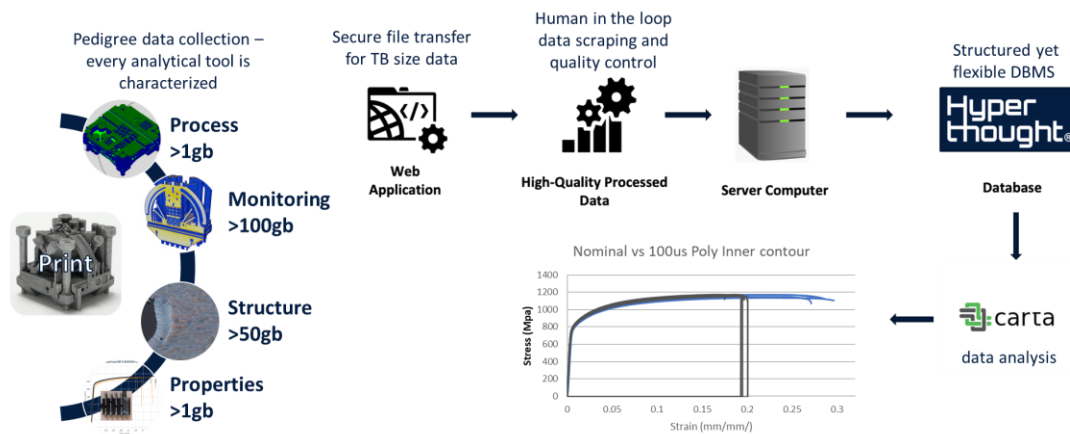 Pedigree data collection –
every analytical tool is
characterized
Print
Process
>1gb
Monitoring
>100gb
Structure
>50gb
Properties
>1gb
Secure file transfer
for TB size data
</>
Web
Application
Human in the loop
data scraping and
quality control
High-Quality Processed
Data
Server Computer
Structured yet
flexible DBMS
Hyper
thought®
Database
carta
data analysis
Nominal vs 100us Poly Inner contour
Stress (Mpa)
1400
1200
1000
800
600
400
200
0
0 0.05 0.1 0.15 0.2 0.25 0.3
Strain (mm/mm/)